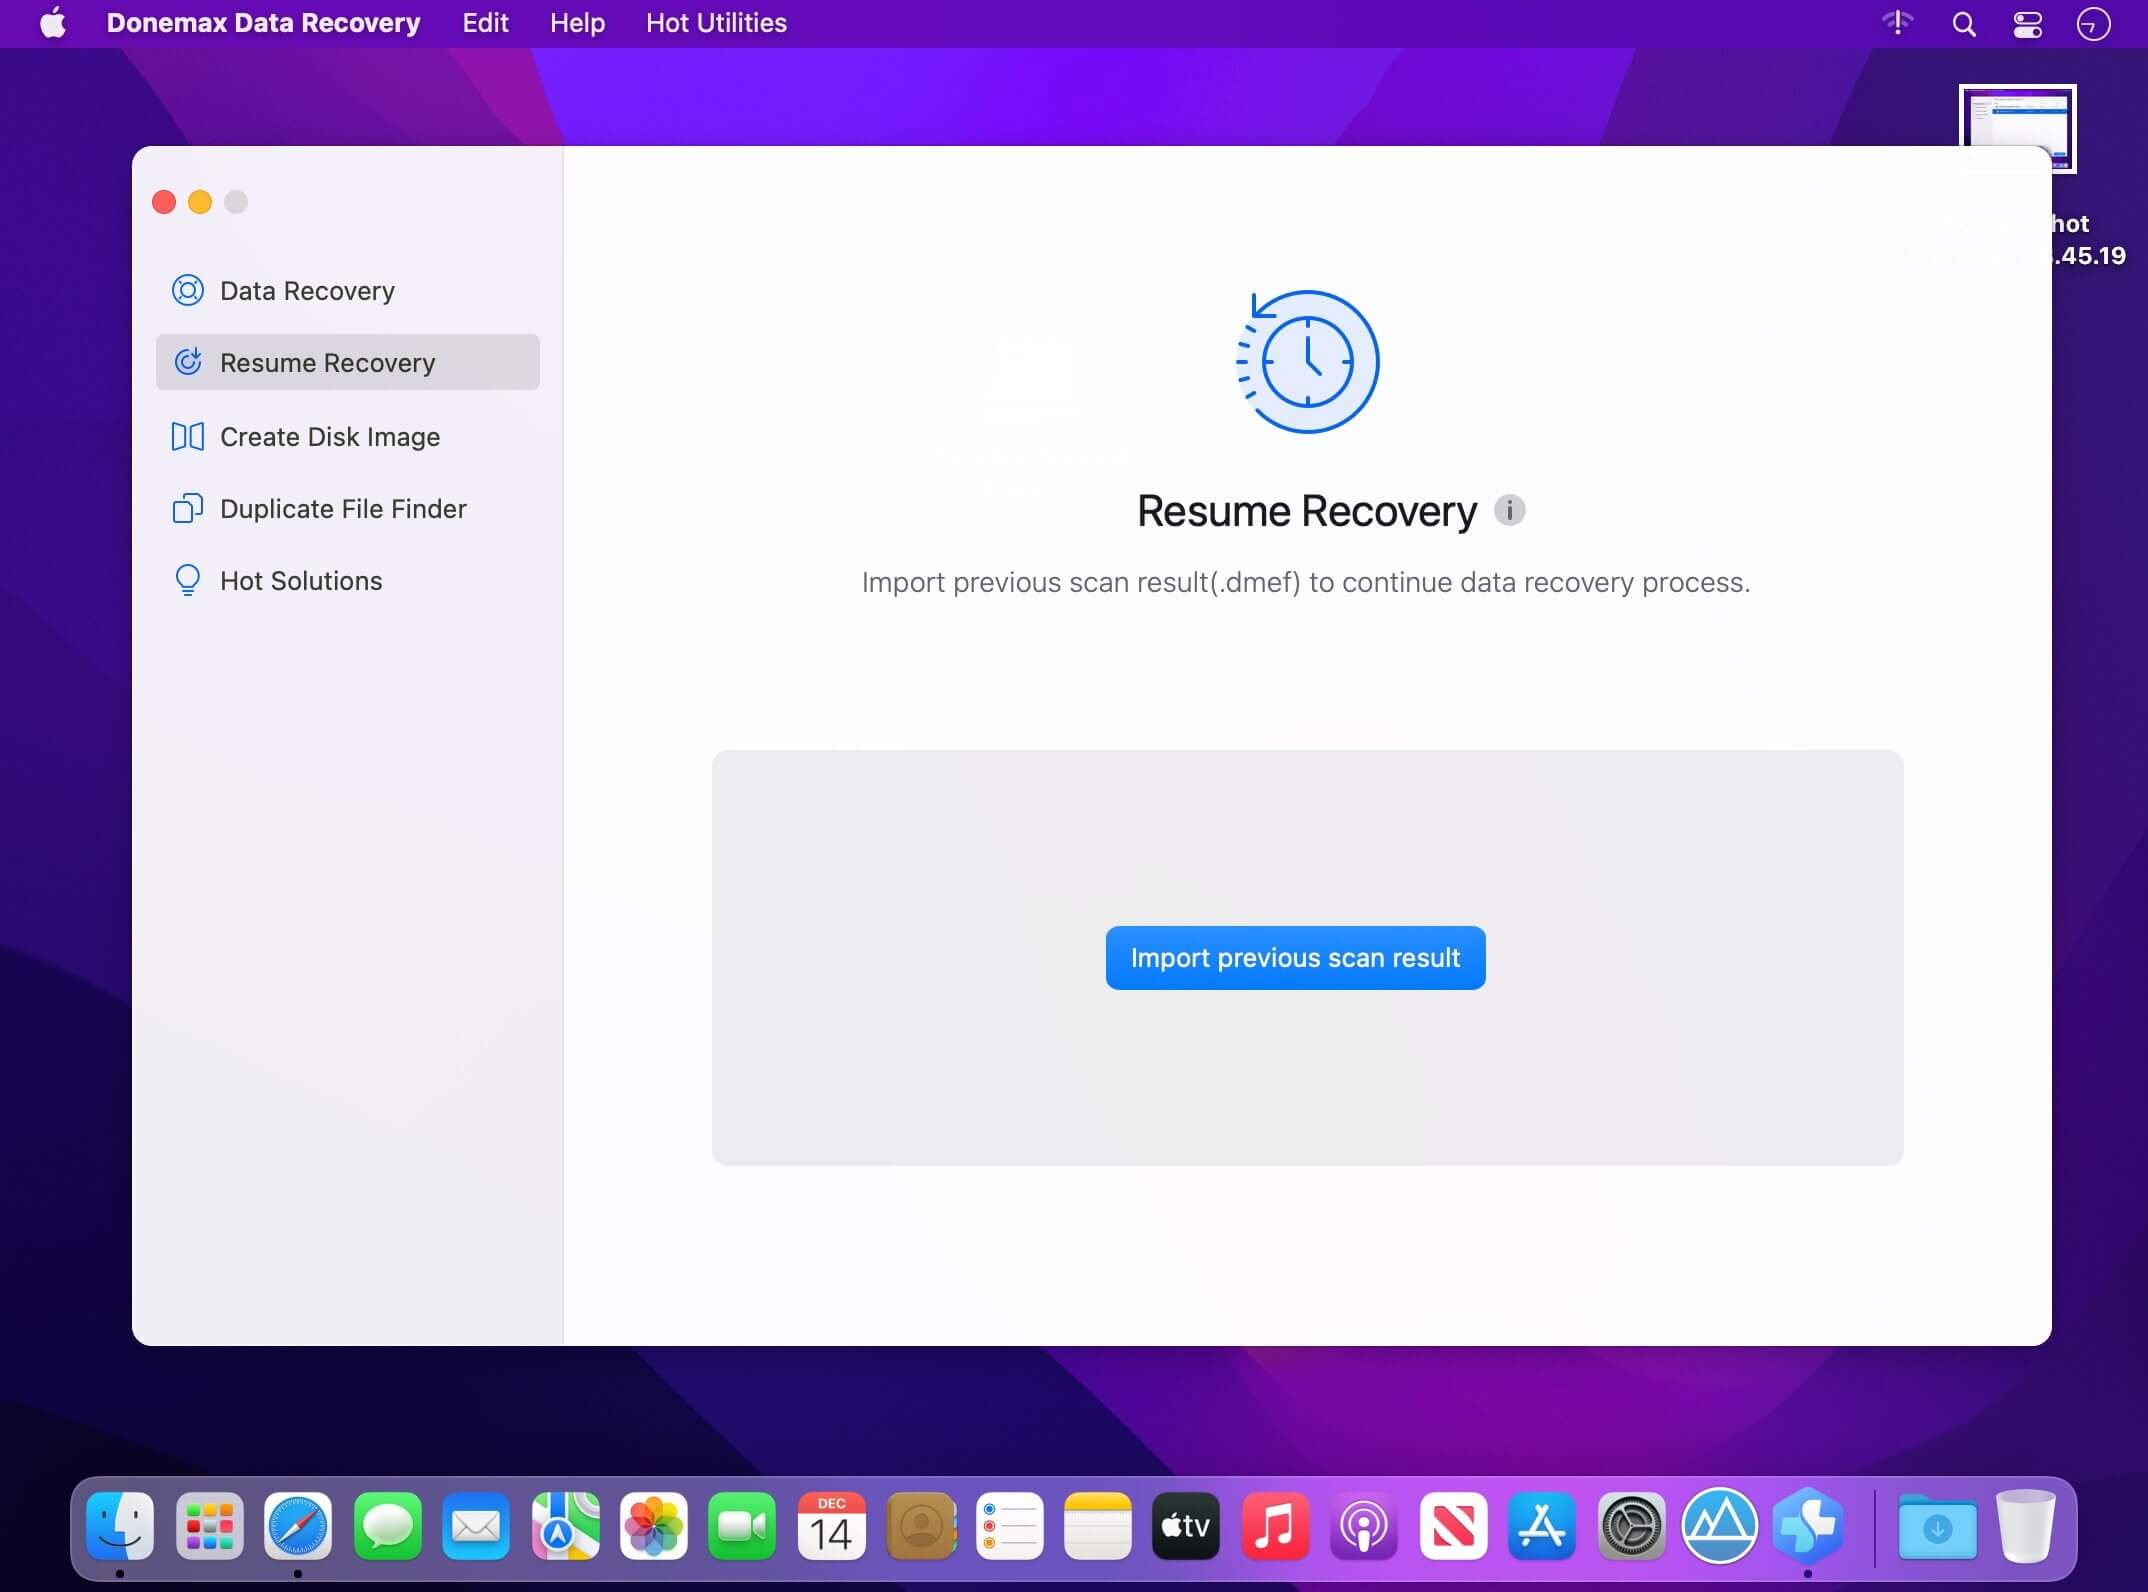 Donemax Data Recovery Edit Help Hot Utilities
hot
.45.19
Data Recovery
Resume Recovery
Create Disk Image
Duplicate File Finder
Hot Solutions
Resume Recovery
Import previous scan result(.dmef) to continue data recovery process.
Import previous scan result
DEC
14
tv